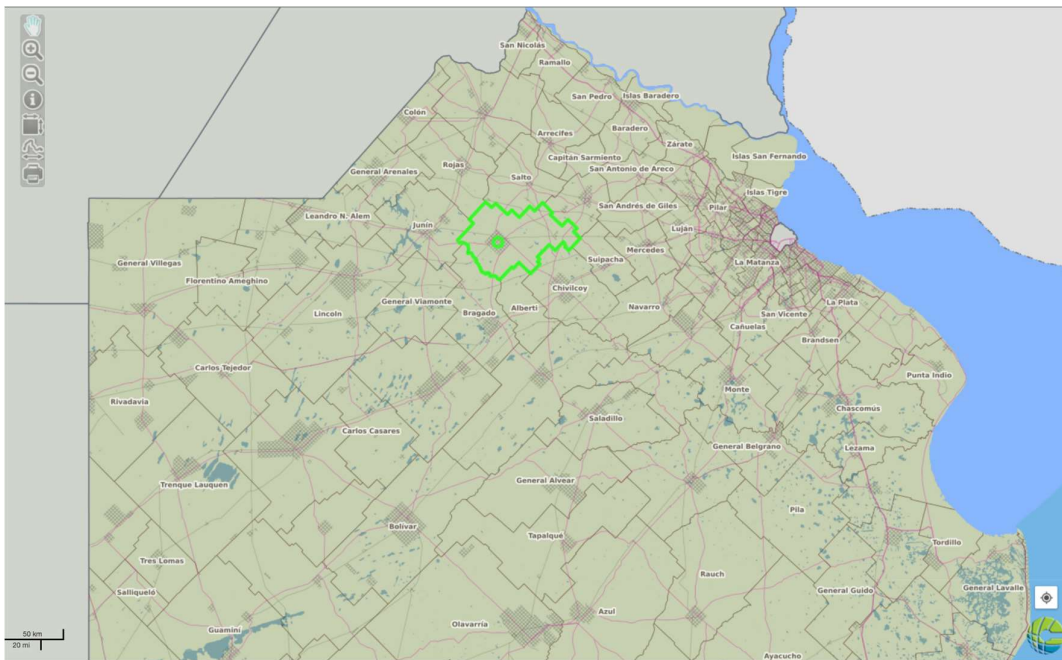 San Nicolás
Ramallo
San Pedro
Islas Baradero
Colón
Baradero
Arrecifes
Zárate
Capitán Sarmiento
Islas San Fernando
Rojas
San Antonio de Areco
General Arenales
Salto
Islas Tigre
San Andrés de Giles
Pilar
Leandro N. Alem
Junín
Luján
Mercedes
Suipacha
La Matanza
General Villegas
Florentino Ameghino
Chivilcoy
General Viamonte
La Plata
Alberti
Navarro
Lincoln
Bragado
San Vicente
Cañuelas
Brandsen
Carlos Tejedor
Punta Indio
Monte
Rivadavia
Chascomús
Saladillo
Carlos Casares
General Belgrano
Lezama
General Alvear
Trenque Lauquen
Pila
Bolívar
Tapalqué
Tordillo
Tres Lomas
Rauch
General Lavalle
General Guido
Salliqueló
Azul
Olavarría
Guaminí
50 km
20 mi
Ayacucho